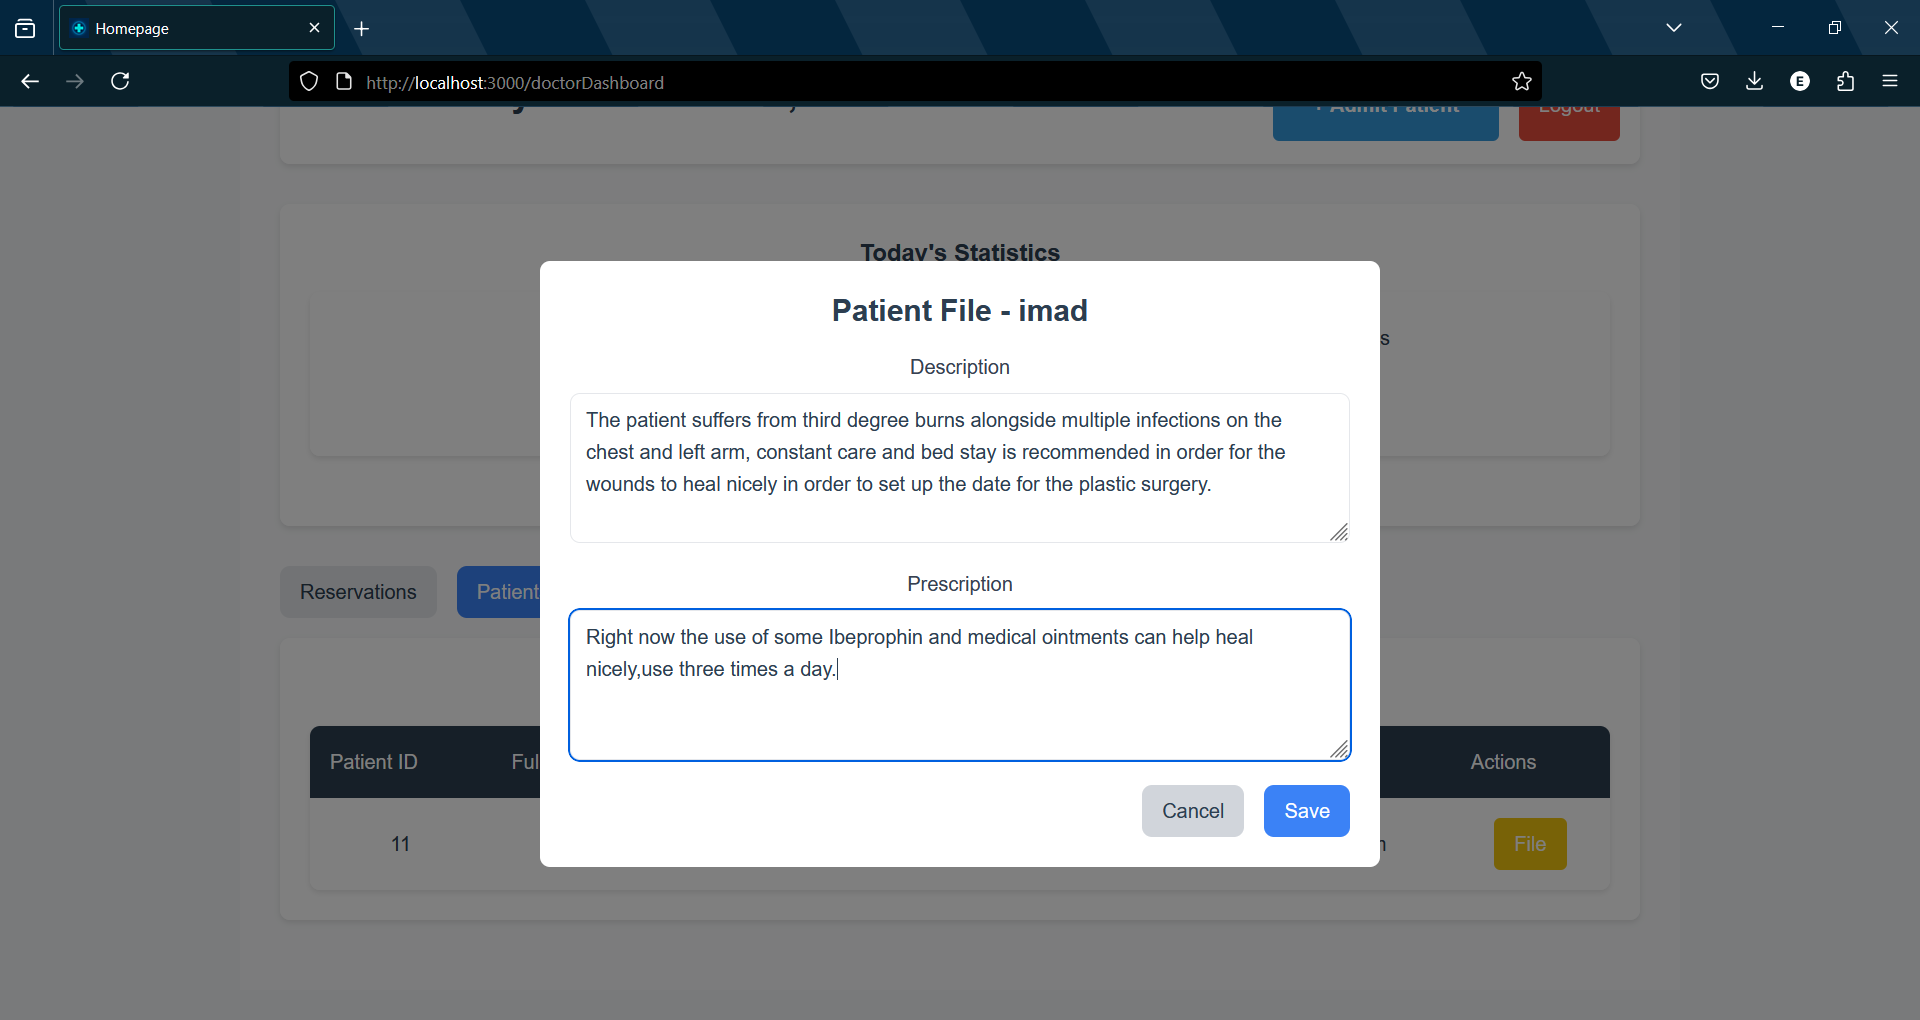 Homepage
http://localhost:3000/doctorDashboard
E
+ Admit Patient
Logout
Today's Statistics
Patient File - imad
s
Description
The patient suffers from third degree burns alongside multiple infections on the
chest and left arm, constant care and bed stay is recommended in order for the
wounds to heal nicely in order to set up the date for the plastic surgery.
Reservations
Patient
Prescription
Right now the use of some Ibeprophin and medical ointments can help heal
nicely,use three times a day.
Patient ID
Ful
Actions
Cancel
Save
11
File